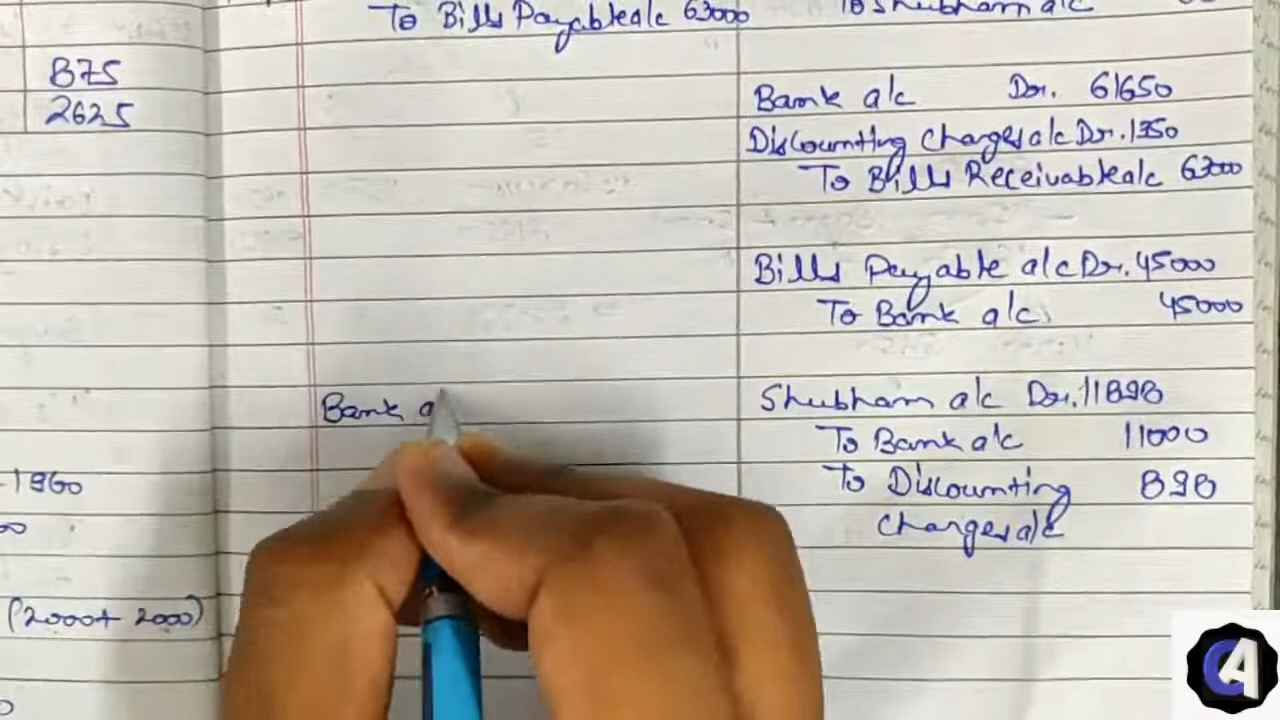 To Bills Payable a/c 63000
To Shubham a/c
875
2625
Bank a/c Dr. 61650
Discounting Charges a/c Dr. 1350
To Bills Receivable a/c 63000
Bills Payable a/c Dr. 45000
To Bank a/c. 45000
Bank a
Shubham a/c Dr. 11898
To Bank a/c 11000
To Discounting 898
Charges a/c
1960
00
(2000+ 2000)
CA